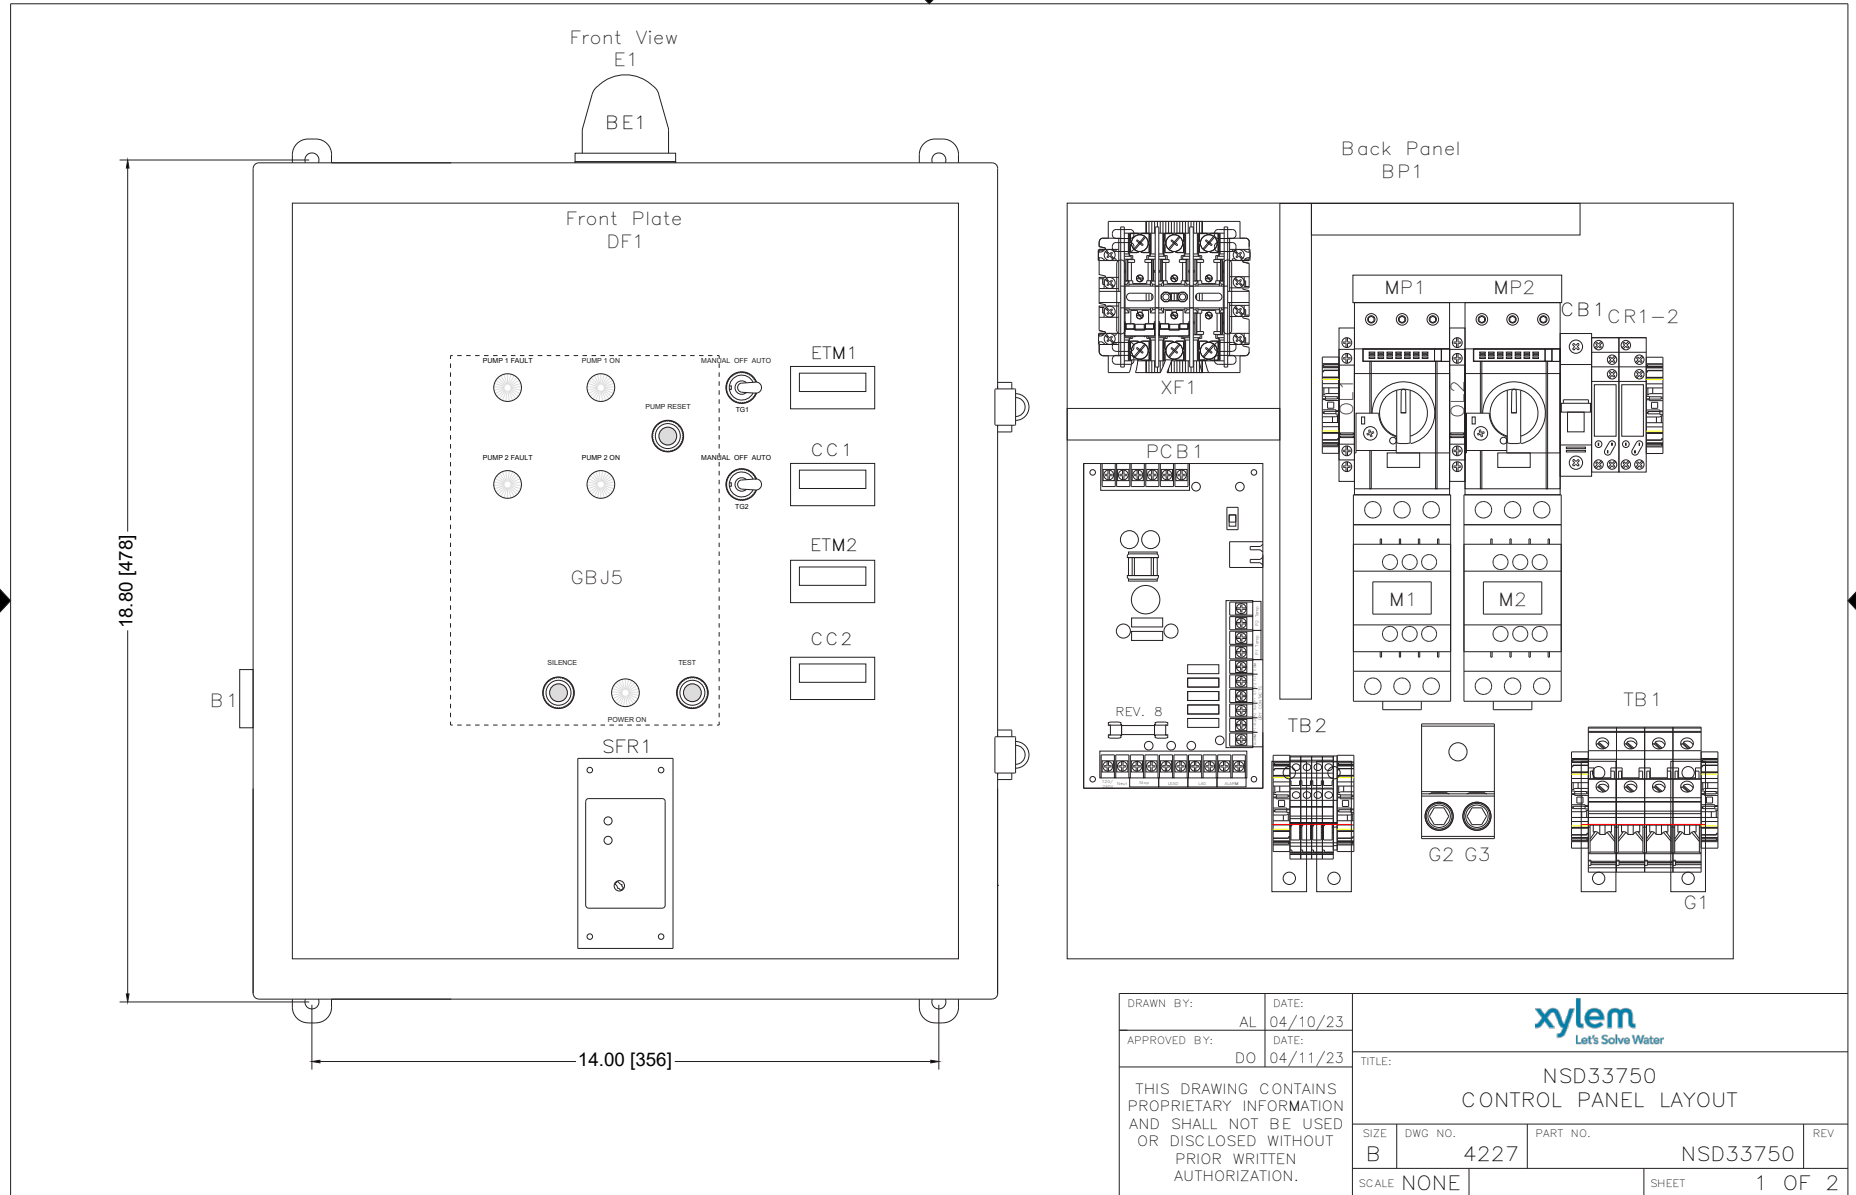 Front View
E1
BE1
Front Plate
DF1
18.80 [478]
14.00 [356]
B1
PUMP 1 FAULT
PUMP 1 ON
MANUAL OFF AUTO
TG1
ETM1
PUMP RESET
PUMP 2 FAULT
PUMP 2 ON
MANUAL OFF AUTO
TG2
CC1
ETM2
GBJ5
CC2
SILENCE
TEST
POWER ON
SFR1
Back Panel
BP1
XF1
MP1
MP2
CB1
CR1-2
OL1
OL2
PCB1
M1
M2
REV. 8
TB2
TB1
G2 G3
G1
DRAWN BY:
AL
DATE:
04/10/23
APPROVED BY:
DO
DATE:
04/11/23
THIS DRAWING CONTAINS
PROPRIETARY INFORMATION
AND SHALL NOT BE USED
OR DISCLOSED WITHOUT
PRIOR WRITTEN
AUTHORIZATION.
xylem
Let's Solve Water
TITLE:
NSD33750
CONTROL PANEL LAYOUT
SIZE
B
DWG NO.
4227
PART NO.
NSD33750
REV
SCALE NONE
SHEET 1 OF 2